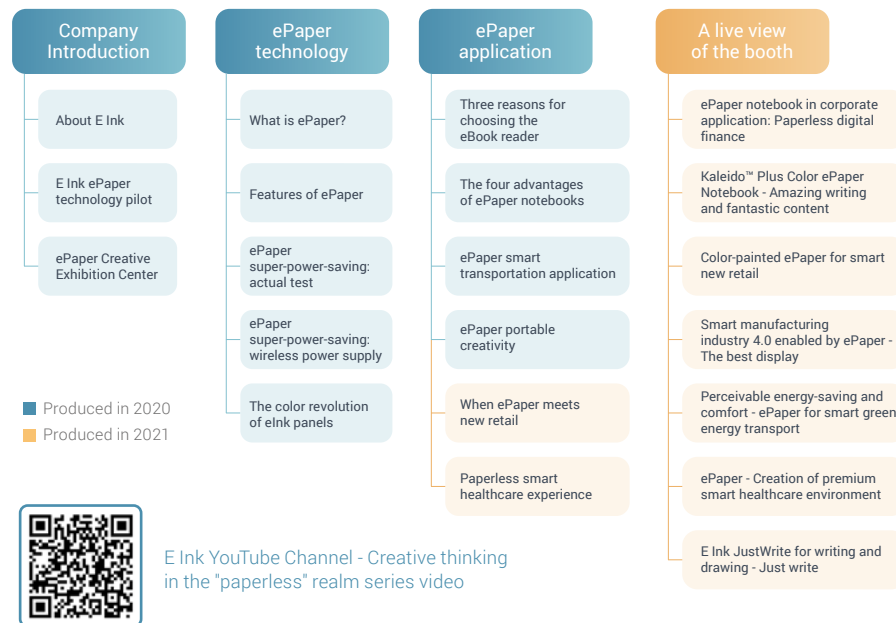 Company
Introduction
About E Ink
E Ink ePaper
technology pilot
ePaper Creative
Exhibition Center
ePaper
technology
What is ePaper?
Features of ePaper
ePaper
super-power-saving:
actual test
ePaper
super-power-saving:
wireless power supply
The color revolution
of eInk panels
ePaper
application
Three reasons for
choosing the
eBook reader
The four advantages
of ePaper notebooks
ePaper smart
transportation application
ePaper portable
creativity
When ePaper meets
new retail
Paperless smart
healthcare experience
A live view
of the booth
ePaper notebook in corporate
application: Paperless digital
finance
Kaleido™ Plus Color ePaper
Notebook - Amazing writing
and fantastic content
Color-painted ePaper for smart
new retail
Smart manufacturing
industry 4.0 enabled by ePaper -
The best display
Perceivable energy-saving and
comfort - ePaper for smart green
energy transport
ePaper - Creation of premium
smart healthcare environment
E Ink JustWrite for writing and
drawing - Just write
Produced in 2020
Produced in 2021
E Ink YouTube Channel - Creative thinking
in the "paperless" realm series video